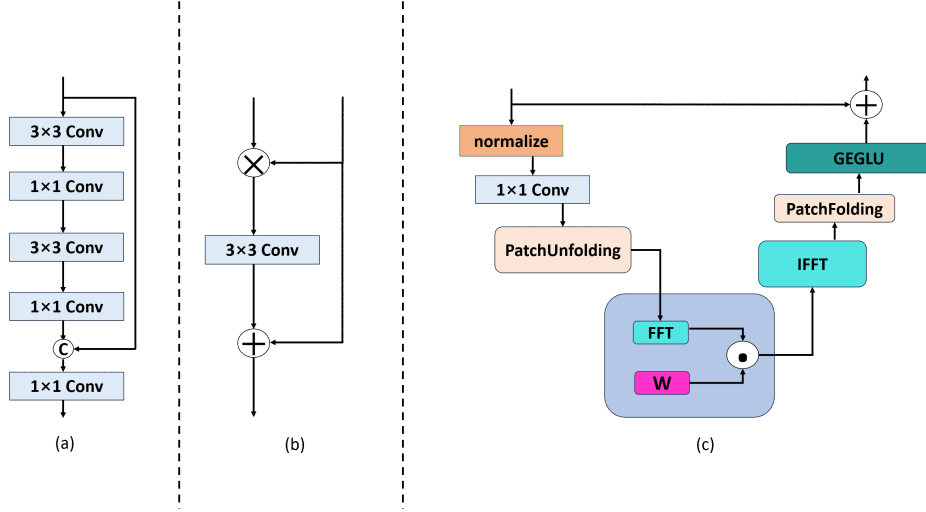 3×3 Conv
1×1 Conv
3×3 Conv
1×1 Conv
C
1×1 Conv
(a)
×
3×3 Conv
+
(b)
normalize
1×1 Conv
PatchUnfolding
FFT
W
IFFT
PatchFolding
GEGLU
+
(c)